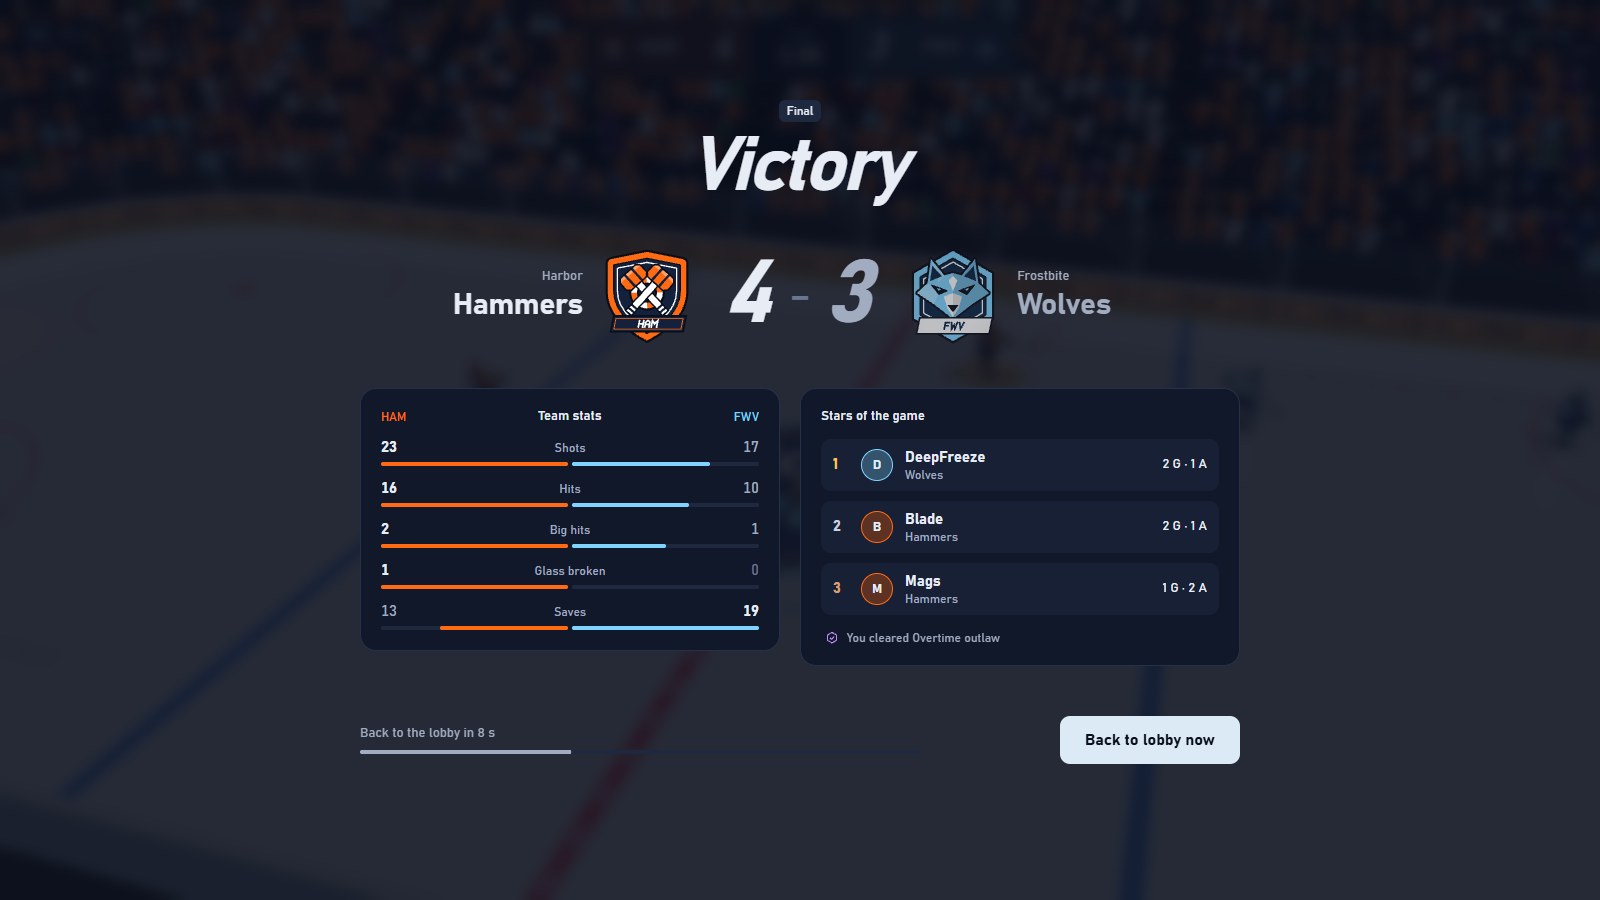 Final
Victory
Harbor
Hammers
HAM
4 - 3
FWV
Frostbite
Wolves
HAM Team stats FWV
23 Shots 17
16 Hits 10
2 Big hits 1
1 Glass broken 0
13 Saves 19
Stars of the game
1 D DeepFreeze 2 G · 1 A
Wolves
2 B Blade 2 G · 1 A
Hammers
3 M Mags 1 G · 2 A
Hammers
You cleared Overtime outlaw
Back to the lobby in 8 s
Back to lobby now